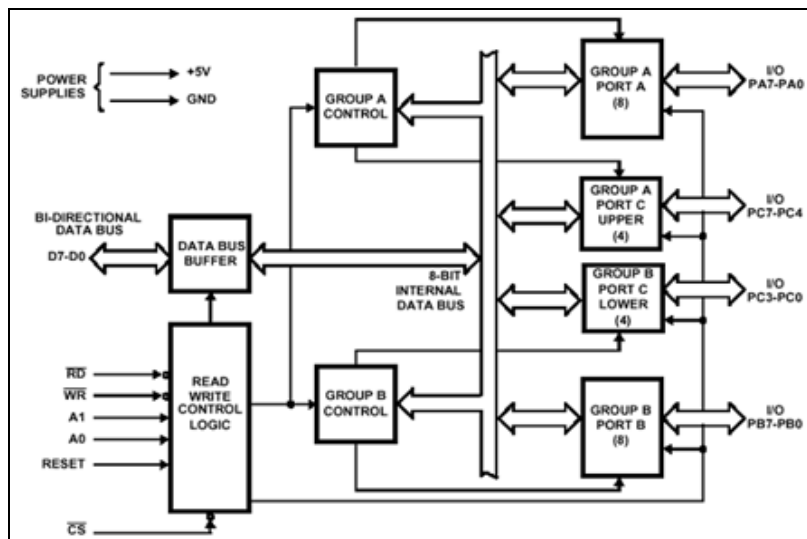 POWER
SUPPLIES
+5V
GND
GROUP A
CONTROL
GROUP A
PORT A
(8)
I/O
PA7-PA0
GROUP A
PORT C
UPPER
(4)
I/O
PC7-PC4
BI-DIRECTIONAL
DATA BUS
D7-D0
DATA BUS
BUFFER
8-BIT
INTERNAL
DATA BUS
GROUP B
PORT C
LOWER
(4)
I/O
PC3-PC0
RD
WR
A1
A0
RESET
CS
READ
WRITE
CONTROL
LOGIC
GROUP B
CONTROL
GROUP B
PORT B
(8)
I/O
PB7-PB0